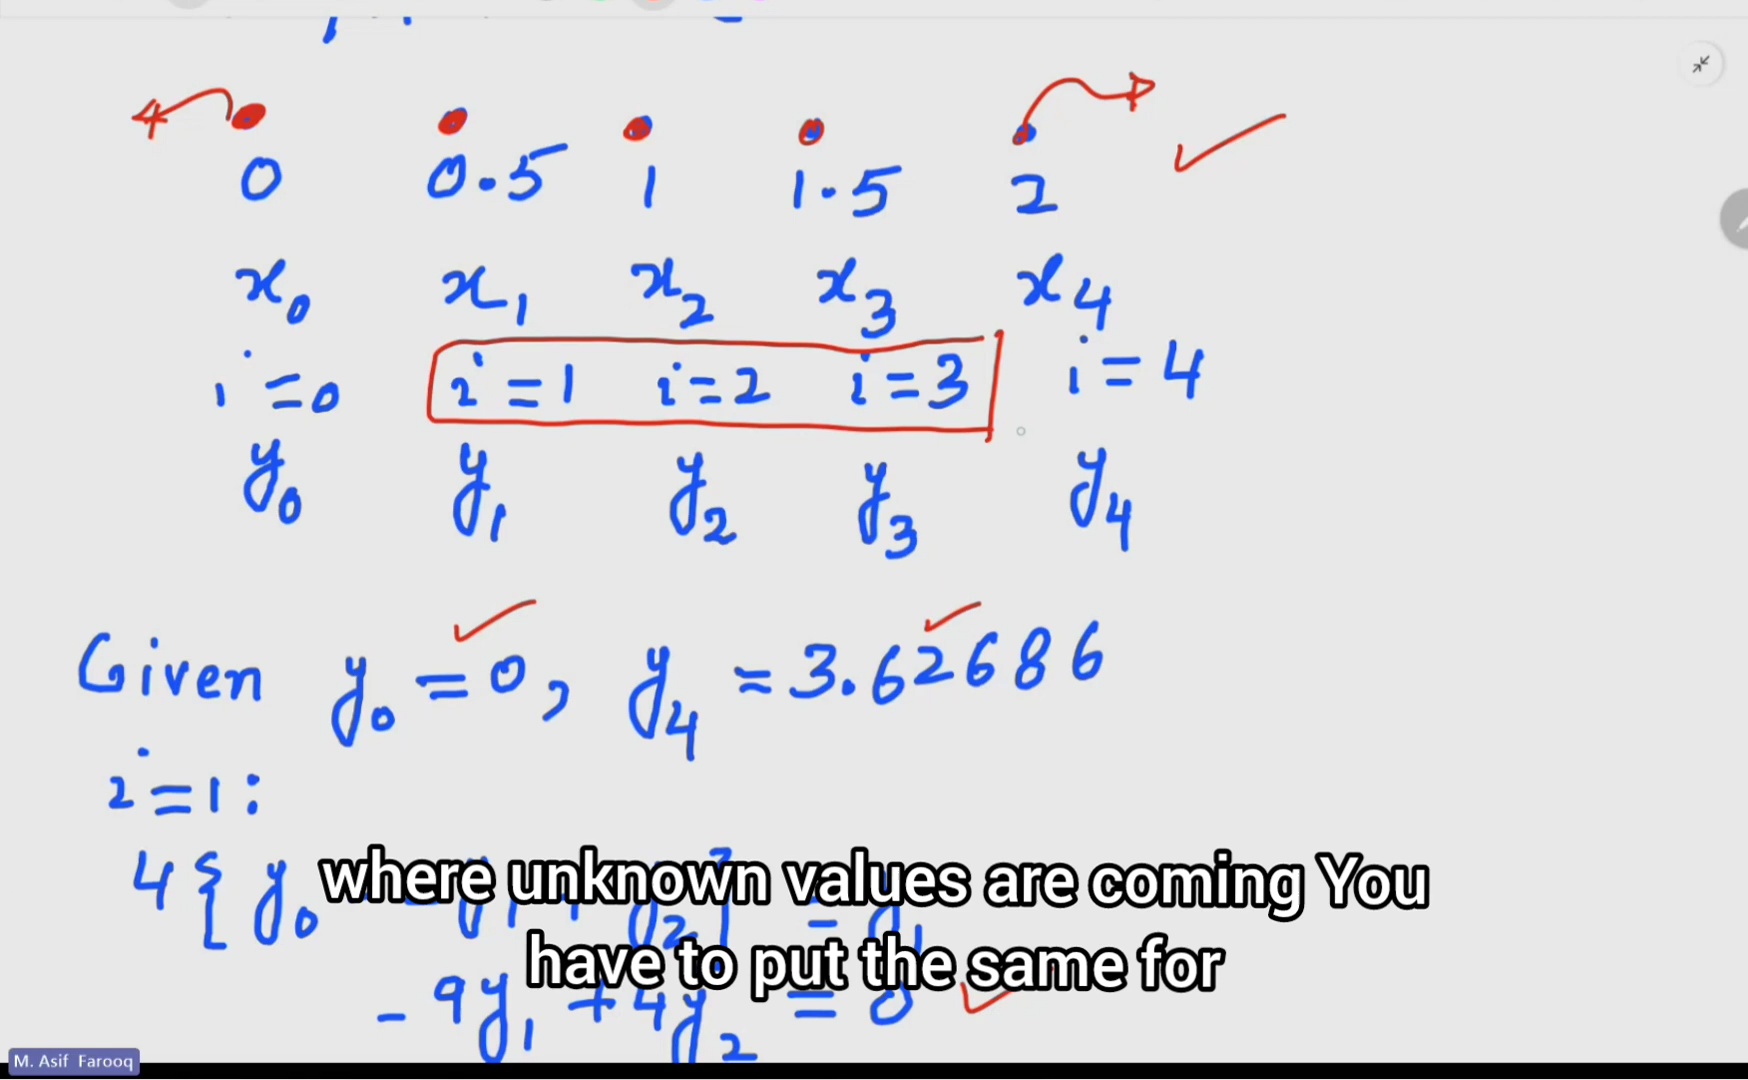 0 0.5 1 1.5 2
x₀ x₁ x₂ x₃ x₄
i=0 i=1 i=2 i=3 i=4
y₀ y₁ y₂ y₃ y₄
Given y₀ = 0, y₄ = 3.62686
i=1:
4{y₀
where unknown values are coming You
have to put the same for
-9y₁ + 4y₂ = 0
M. Asif Farooq